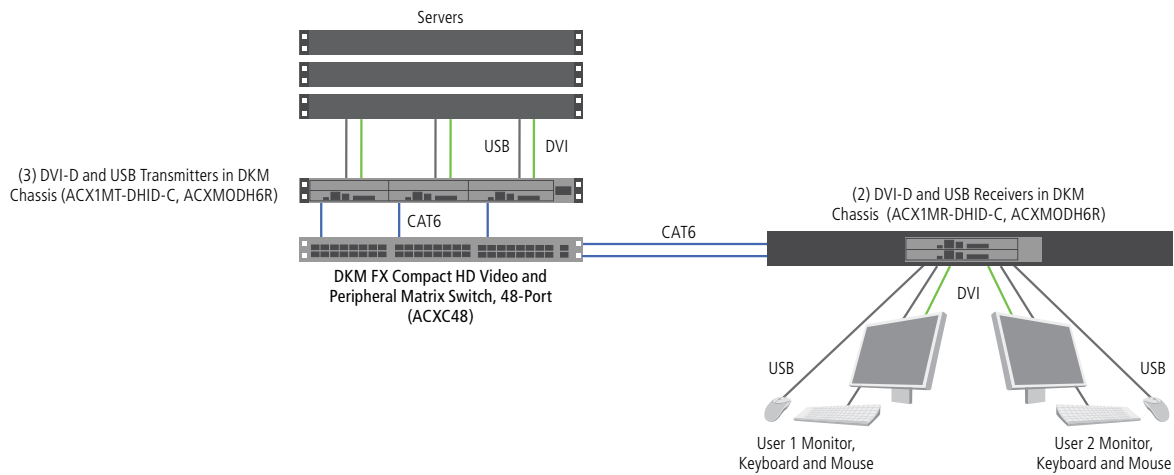 Servers
USB
DVI
(3) DVI-D and USB Transmitters in DKM
Chassis (ACX1MT-DHID-C, ACXMODH6R)
CAT6
DKM FX Compact HD Video and
Peripheral Matrix Switch, 48-Port
(ACXC48)
CAT6
(2) DVI-D and USB Receivers in DKM
Chassis (ACX1MR-DHID-C, ACXMODH6R)
DVI
USB
USB
User 1 Monitor,
Keyboard and Mouse
User 2 Monitor,
Keyboard and Mouse